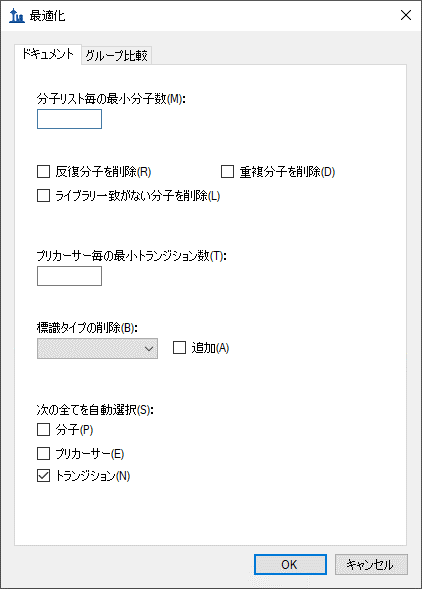 最適化
ドキュメント
グループ比較
分子リスト毎の最小分子数(M):
反復分子を削除(R)
重複分子を削除(D)
ライブラリ一致がない分子を削除(L)
プリカーサー毎の最小トランジション数(T):
標識タイプの削除(B):
追加(A)
次の全てを自動選択(S):
分子(P)
プリカーサー(E)
トランジション(N)
OK
キャンセル